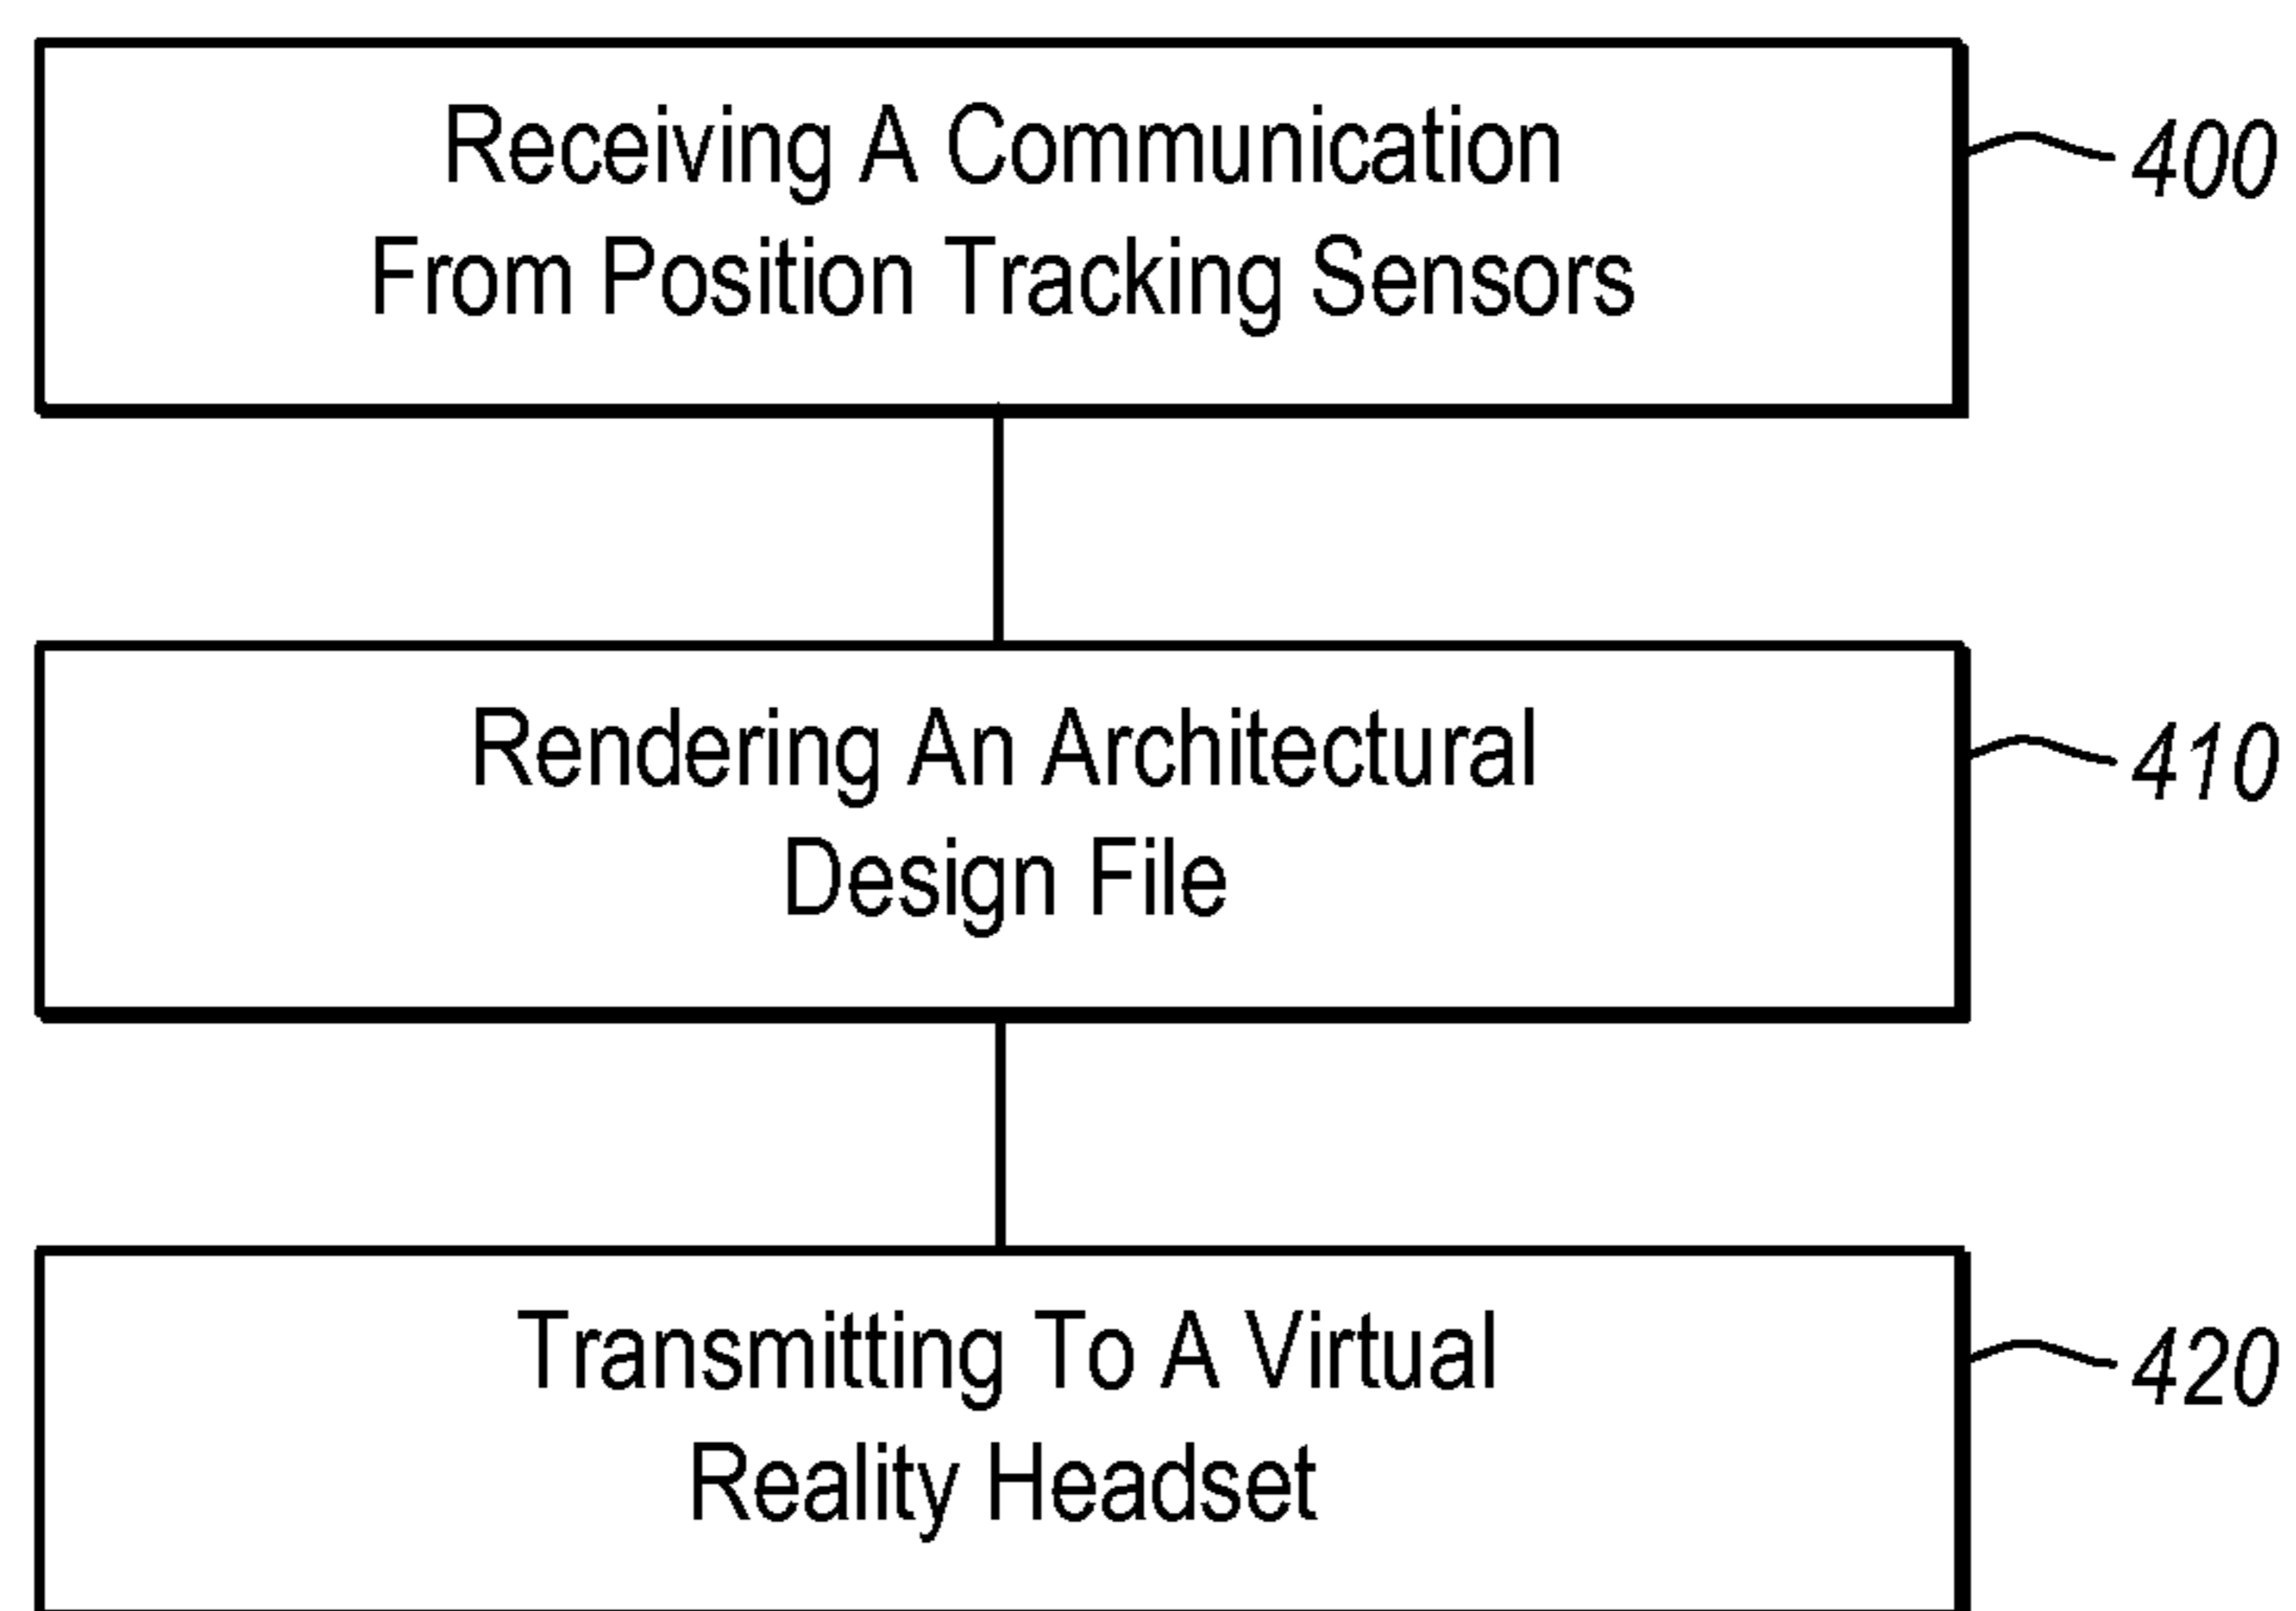 Receiving A Communication
From Position Tracking Sensors
400
Rendering An Architectural
Design File
410
Transmitting To A Virtual
Reality Headset
420